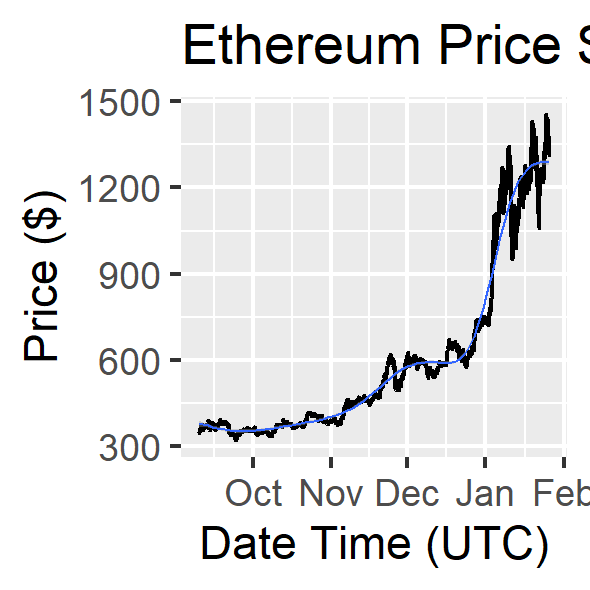 Ethereum Price
Price ($)
1500
1200
900
600
300
Oct Nov Dec Jan Feb
Date Time (UTC)